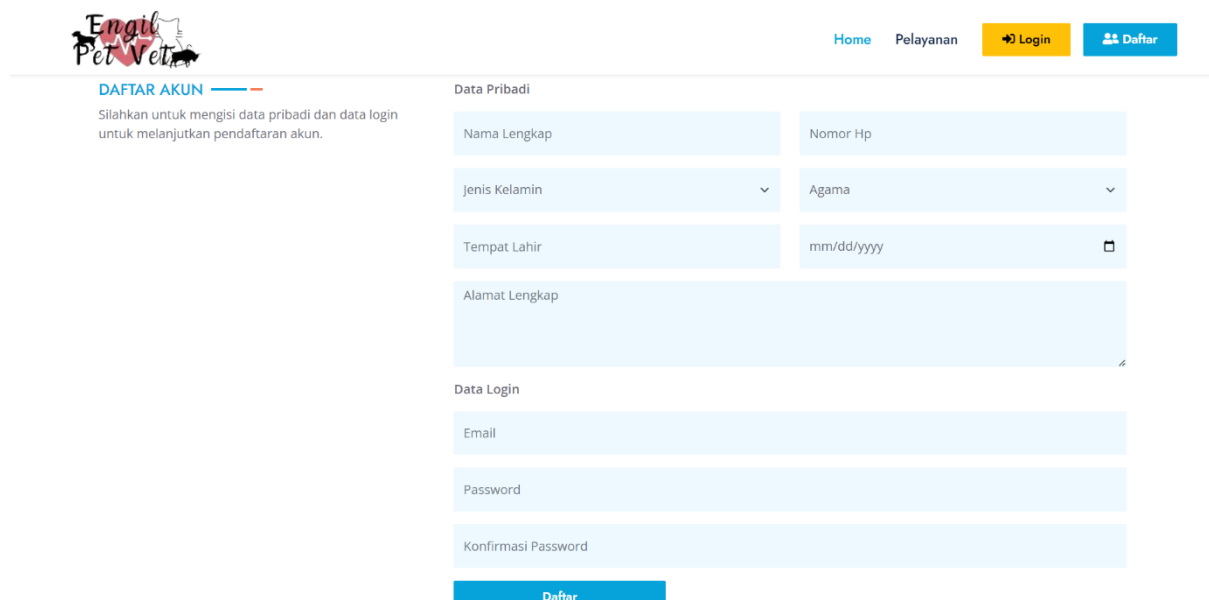 Engil
Pet Vet
Home Pelayanan Login Daftar
DAFTAR AKUN
Silahkan untuk mengisi data pribadi dan data login
untuk melanjutkan pendaftaran akun.
Data Pribadi
Nama Lengkap Nomor Hp
Jenis Kelamin Agama
Tempat Lahir mm/dd/yyyy
Alamat Lengkap
Data Login
Email
Password
Konfirmasi Password
Daftar